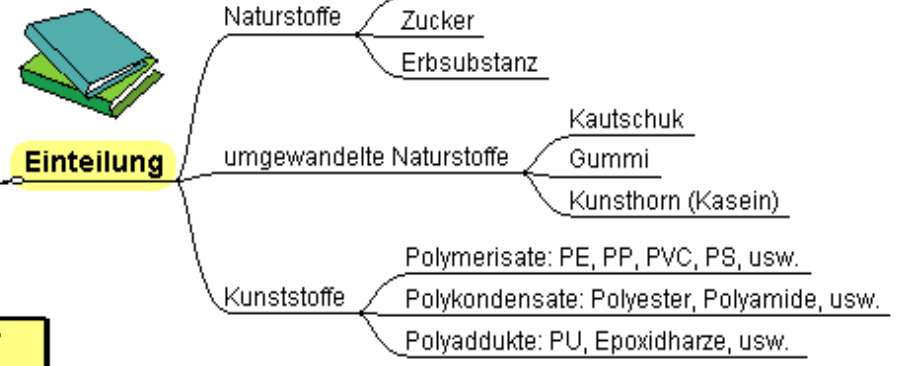 Naturstoffe
Zucker
Erbsubstanz
Einteilung
umgewandelte Naturstoffe
Kautschuk
Gummi
Kunsthorn (Kasein)
Kunststoffe
Polymerisate: PE, PP, PVC, PS, usw.
Polykondensate: Polyester, Polyamide, usw.
Polyaddukte: PU, Epoxidharze, usw.